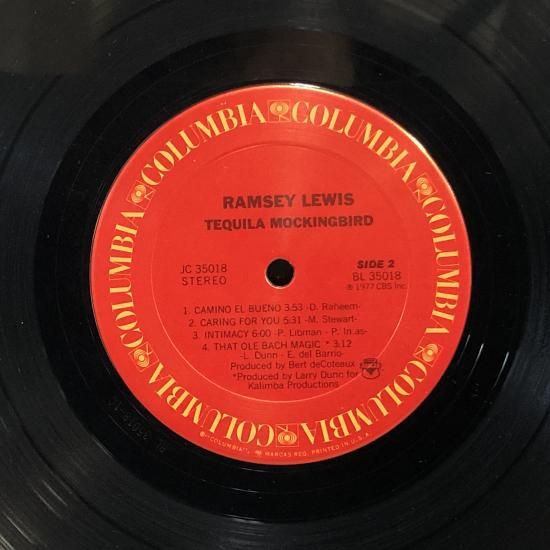 COLUMBIA COLUMBIA COLUMBIA COLUMBIA COLUMBIA COLUMBIA
RAMSEY LEWIS
TEQUILA MOCKINGBIRD
JC 35018
STEREO
SIDE 2
BL 35018
℗ 1977 CBS Inc.
1. CAMINO EL BUENO 3:53 -D. Raheem-
2. CARING FOR YOU 5:31 -M. Stewart-
3. INTIMACY 6:00 -P. Libman -
4. THAT OLE BACH MAGIC * 3:12
-L. Dunn - E. del Barrio-
Produced by Bert deCoteaux
*Produced by Larry Dunn for
Kalimba Productions
"COLUMBIA", MARCAS REG. PRINTED IN U.S.A.